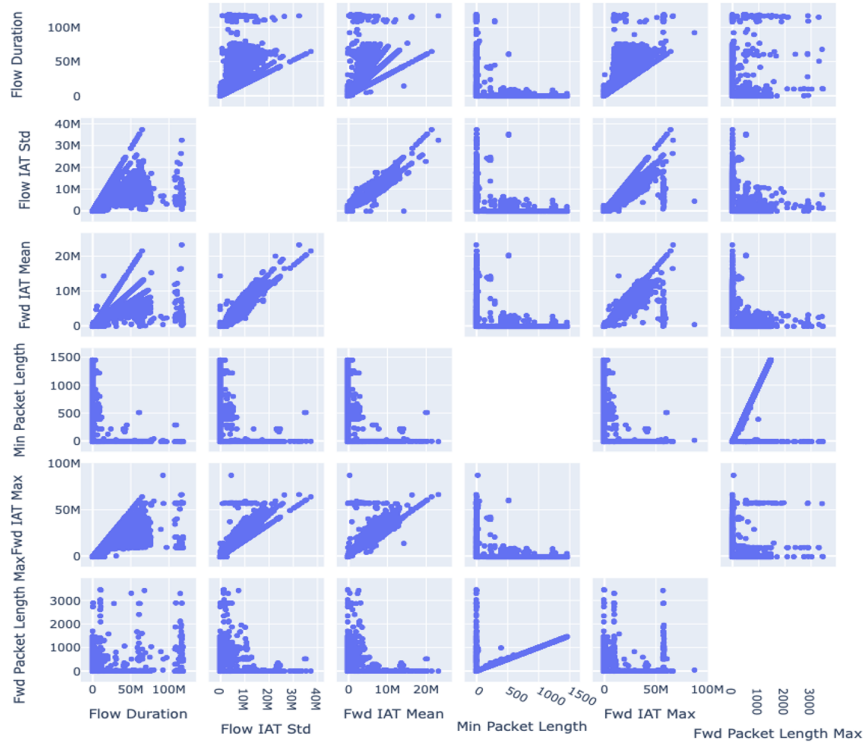 Flow Duration
100M
50M
0
Flow IAT Std
40M
30M
20M
10M
0
Fwd IAT Mean
20M
10M
0
Min Packet Length
1500
1000
500
0
Fwd IAT Max
100M
50M
0
Fwd Packet Length Max
3000
2000
1000
0
0 50M 100M
Flow Duration
0 10M 20M 30M 40M
Flow IAT Std
0 10M 20M
Fwd IAT Mean
0 500 1000 1500
Min Packet Length
0 50M 100M
Fwd IAT Max
0 1000 2000 3000
Fwd Packet Length Max